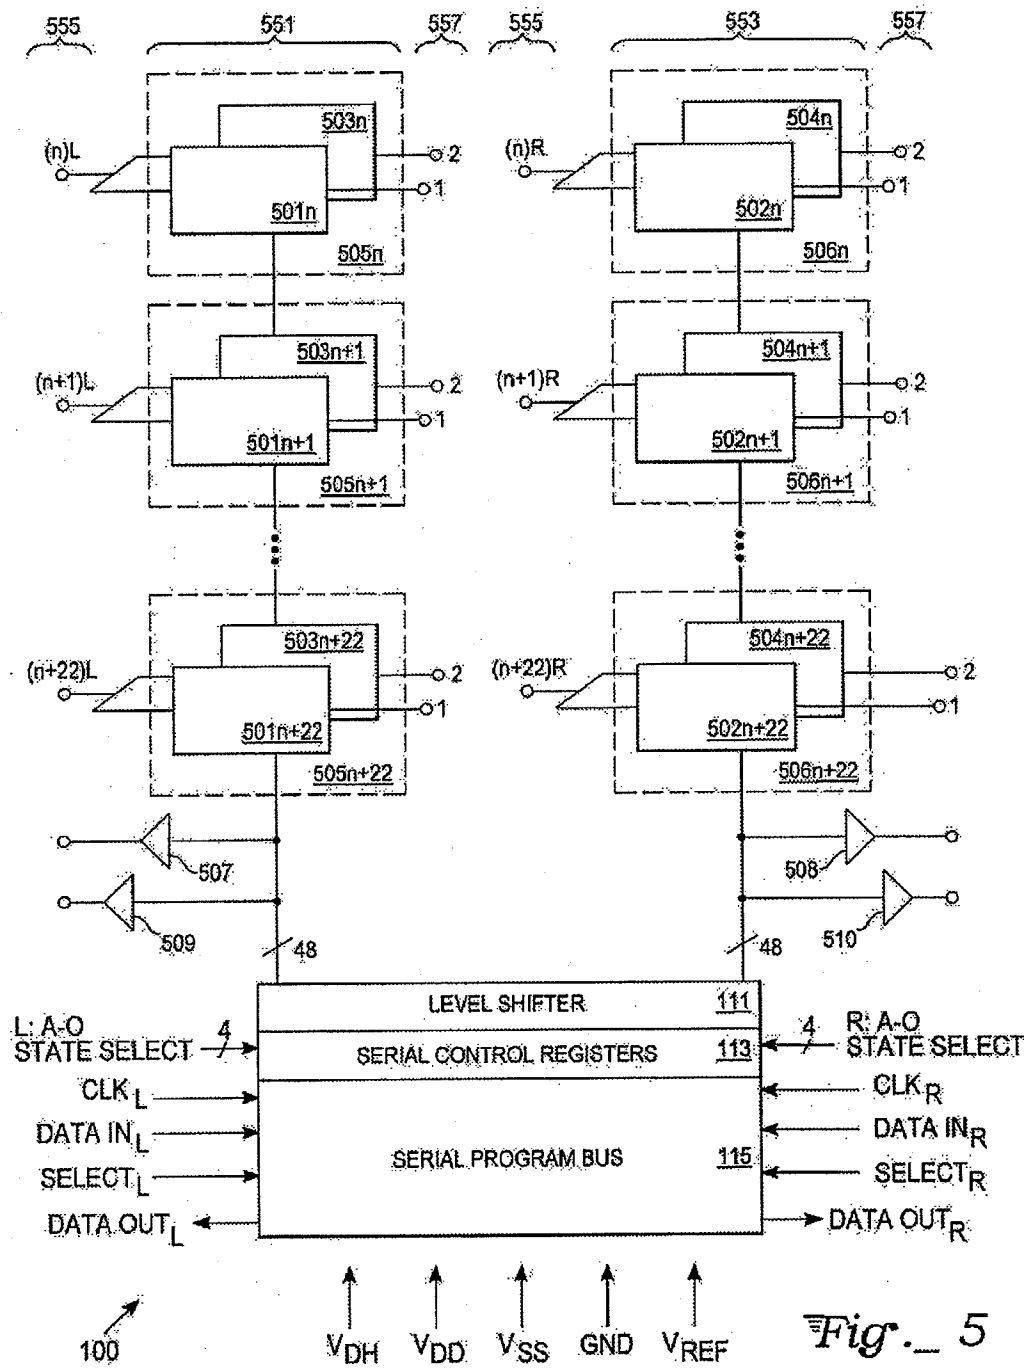 555 551 557 555 553 557
503n 504n
(n)L 2 (n)R 2
501n 1 502n 1
505n 506n
503n+1 504n+1
(n+1)L 2 (n+1)R 2
501n+1 1 502n+1 1
505n+1 506n+1
503n+22 504n+22
(n+22)L 2 (n+22)R 2
501n+22 1 502n+22 1
505n+22 506n+22
507 508
509 510
48 48
LEVEL SHIFTER 111
L: A-O R: A-O
STATE SELECT 4 4 STATE SELECT
SERIAL CONTROL REGISTERS 113
CLKL CLKR
DATA INL DATA INR
SERIAL PROGRAM BUS 115
SELECTL SELECTR
DATA OUTL DATA OUTR
100 VDH VDD VSS GND VREF
Fig._ 5